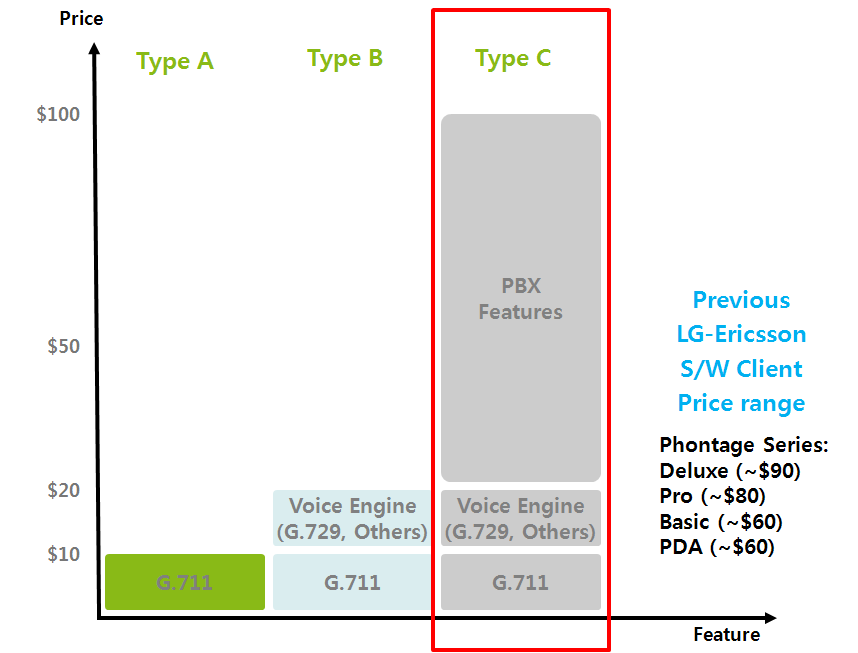 Price
Type A
Type B
Type C
$100
PBX
Features
$50
Previous
LG-Ericsson
S/W Client
Price range
Phontage Series:
Deluxe (~$90)
Pro (~$80)
Basic (~$60)
PDA (~$60)
$20
Voice Engine
(G.729, Others)
Voice Engine
(G.729, Others)
$10
G.711
G.711
G.711
Feature